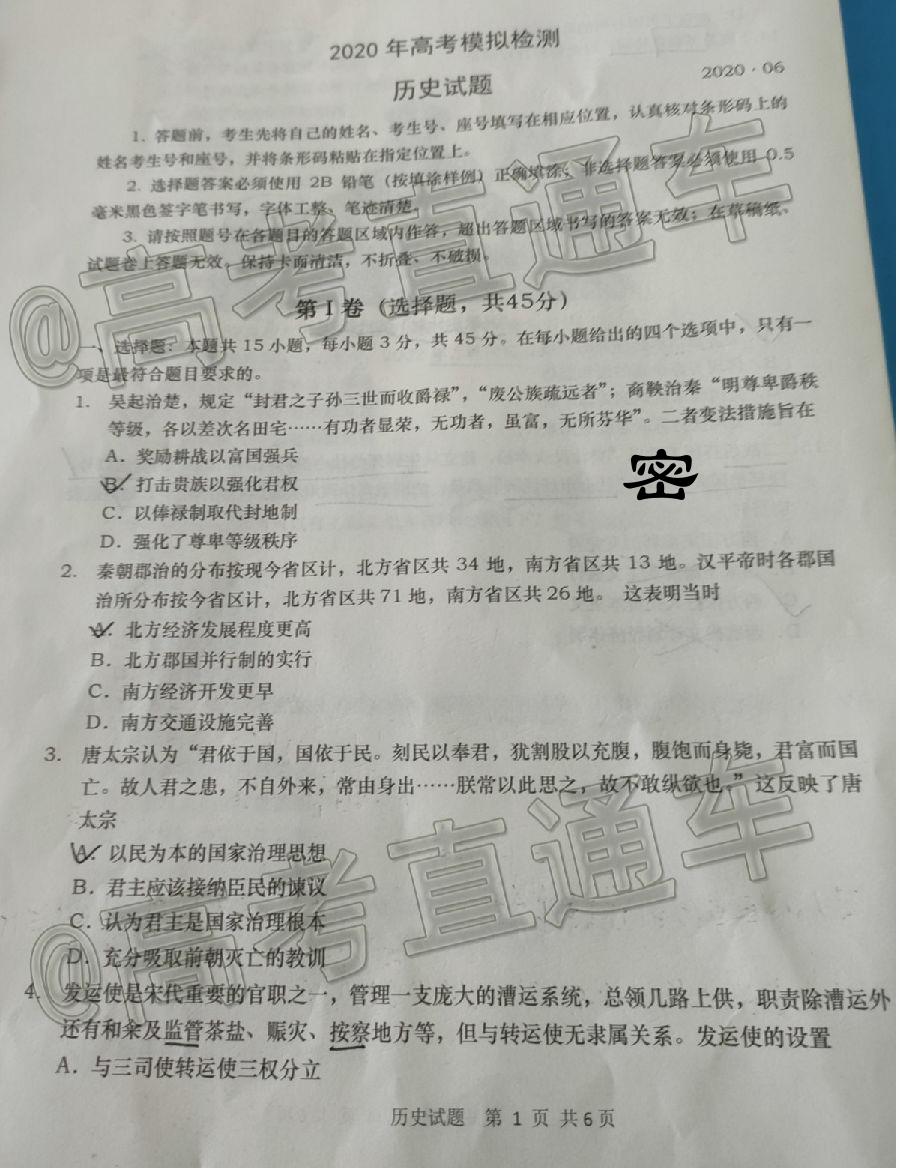 2020 年高考模拟检测
历史试题
2020·06
1. 答题前，考生先将自己的姓名、考生号、座号填写在相应位置，认真核对条形码上的
姓名考生号和座号，并将条形码粘贴在指定位置上。
2. 选择题答案必须使用 2B 铅笔（按填涂样例）正确填涂；非选择题答案必须使用 0.5
毫米黑色签字笔书写，字体工整、笔迹清楚。
3. 请按照题号在各题目的答题区域内作答，超出答题区域书写的答案无效；在草稿纸、
试题卷上答题无效。保持卡面清洁，不折叠、不破损。
第 I 卷（选择题，共45分）
一、选择题：本题共 15 小题，每小题 3 分，共 45 分。在每小题给出的四个选项中，只有一
项是最符合题目要求的。
1. 吴起治楚，规定“封君之子孙三世而收爵禄”，“废公族疏远者”；商鞅治秦“明尊卑爵秩
等级，各以差次名田宅……有功者显荣，无功者，虽富，无所芬华”。二者变法措施旨在
A．奖励耕战以富国强兵
密
B．打击贵族以强化君权
C．以俸禄制取代封地制
D．强化了尊卑等级秩序
2. 秦朝郡治的分布按现今省区计，北方省区共 34 地，南方省区共 13 地。汉平帝时各郡国
治所分布按今省区计，北方省区共 71 地，南方省区共 26 地。 这表明当时
A．北方经济发展程度更高
B．北方郡国并行制的实行
C．南方经济开发更早
D．南方交通设施完善
3. 唐太宗认为“君依于国，国依于民。刻民以奉君，犹割股以充腹，腹饱而身毙，君富而国
亡。故人君之患，不自外来，常由身出……朕常以此思之，故不敢纵欲也。”这反映了唐
太宗
A．以民为本的国家治理思想
B．君主应该接纳臣民的谏议
C．认为君主是国家治理根本
D．充分吸取前朝灭亡的教训
4. 发运使是宋代重要的官职之一，管理一支庞大的漕运系统，总领几路上供，职责除漕运外
还有和籴及监管茶盐、赈灾、按察地方等，但与转运使无隶属关系。发运使的设置
A．与三司使转运使三权分立
历史试题 第 1 页 共 6 页
@高考直通车
@高考直通车